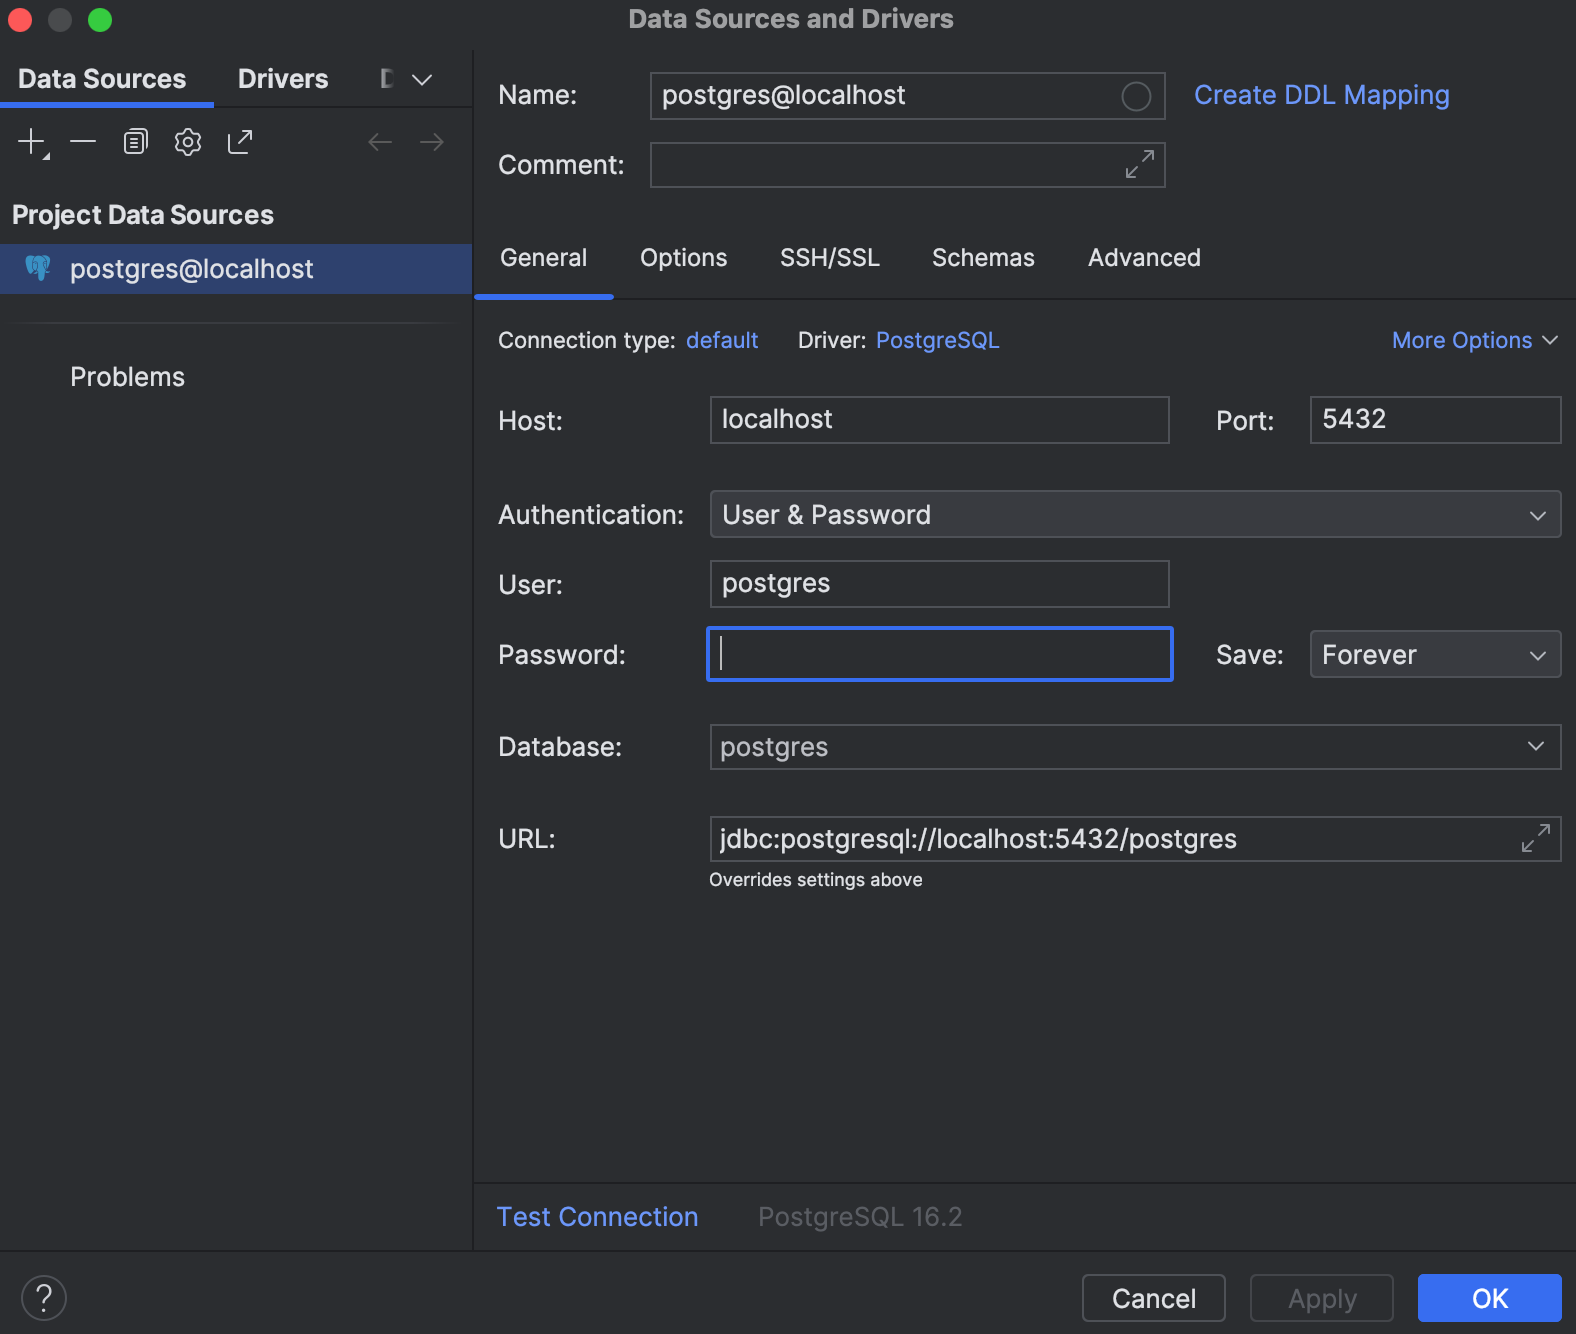 Data Sources and Drivers
Data Sources Drivers D
Name: postgres@localhost Create DDL Mapping
Comment:
Project Data Sources
postgres@localhost
Problems
General Options SSH/SSL Schemas Advanced
Connection type: default Driver: PostgreSQL More Options
Host: localhost Port: 5432
Authentication: User & Password
User: postgres
Password: Save: Forever
Database: postgres
URL: jdbc:postgresql://localhost:5432/postgres
Overrides settings above
Test Connection PostgreSQL 16.2
? Cancel Apply OK